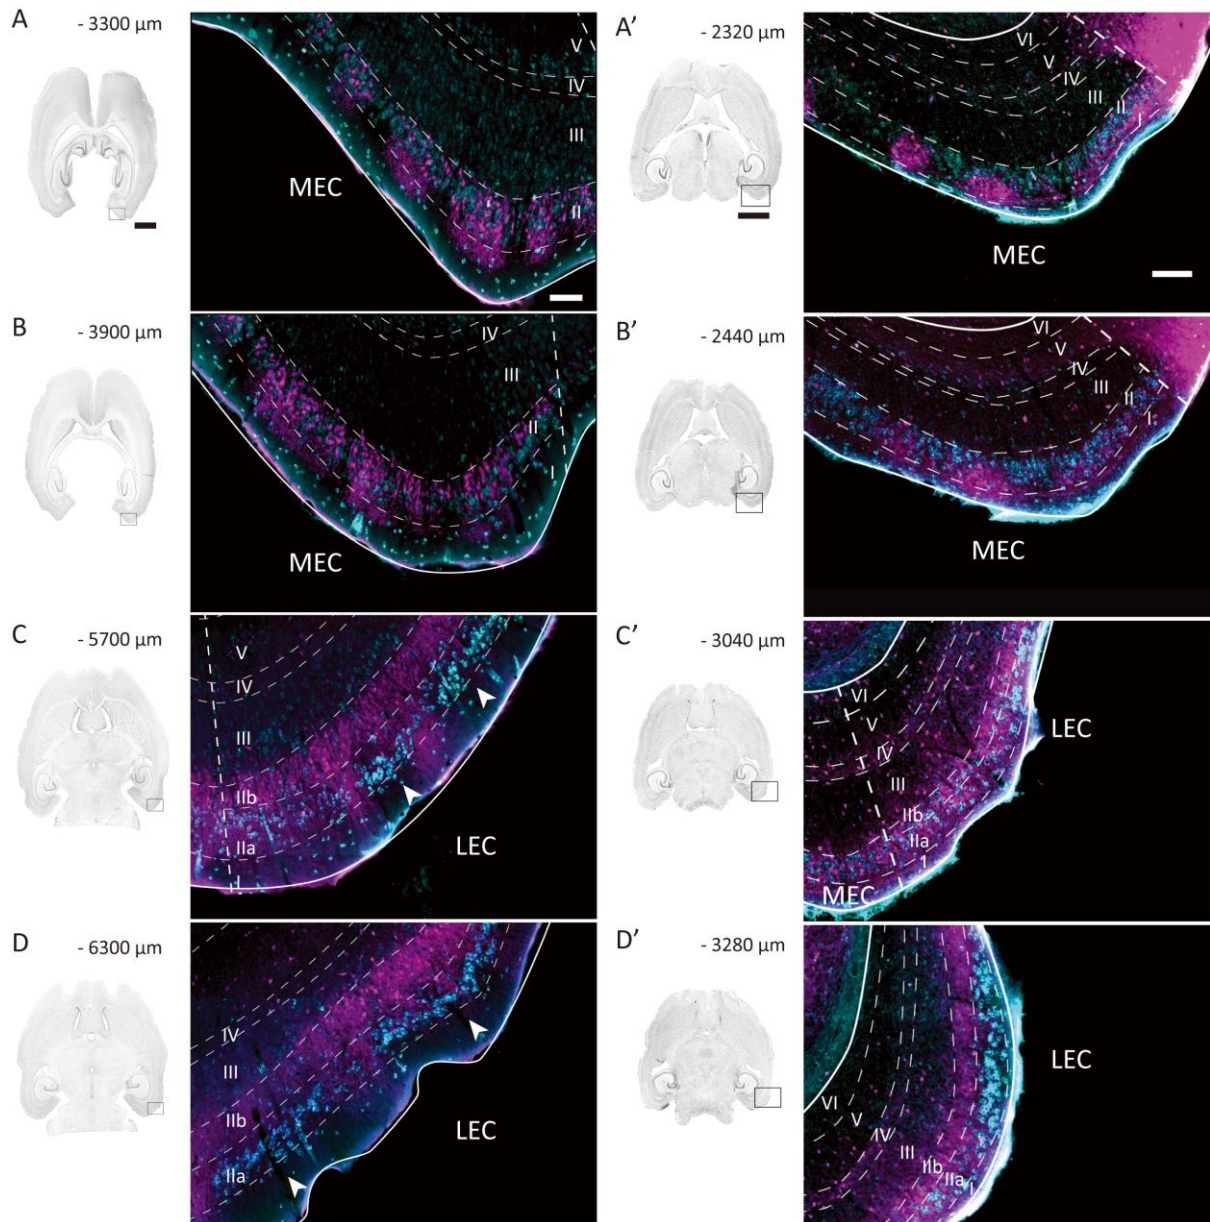 A
- 3300 µm
V
IV
III
II
MEC
A’
- 2320 µm
VI
V
IV
III
II
I
MEC
B
- 3900 µm
IV
III
II
I
MEC
B’
- 2440 µm
VI
V
IV
III
II
I
MEC
C
- 5700 µm
V
IV
III
IIb
IIa
I
LEC
C’
- 3040 µm
VI
V
IV
III
IIb
IIa
I
MEC
LEC
D
- 6300 µm
IV
III
IIb
IIa
LEC
D’
- 3280 µm
VI
V
IV
III
IIb
IIa
I
LEC